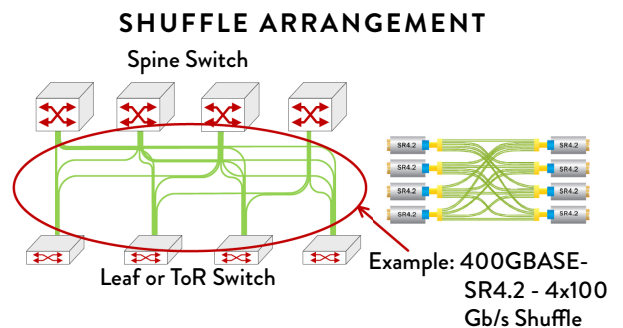 SHUFFLE ARRANGEMENT
Spine Switch
SR4.2 SR4.2
SR4.2 SR4.2
SR4.2 SR4.2
SR4.2 SR4.2
Leaf or ToR Switch
Example: 400GBASE-
SR4.2 - 4x100
Gb/s Shuffle